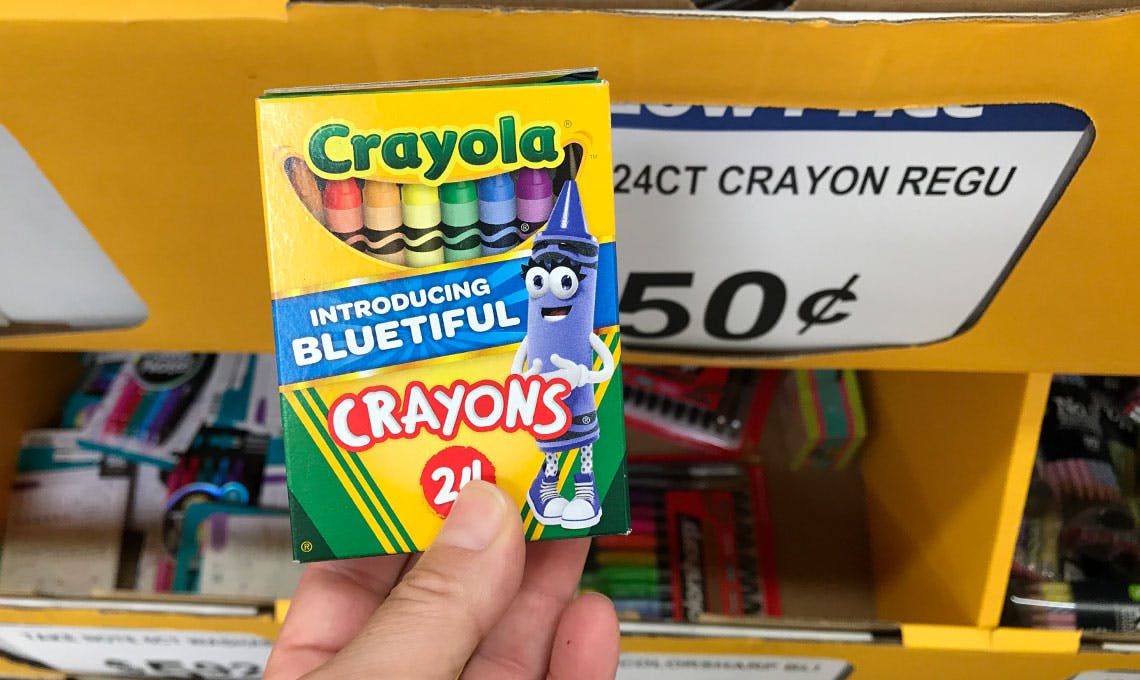 Crayola
INTRODUCING
BLUETIFUL
CRAYONS
24
24CT CRAYON REGU
50¢